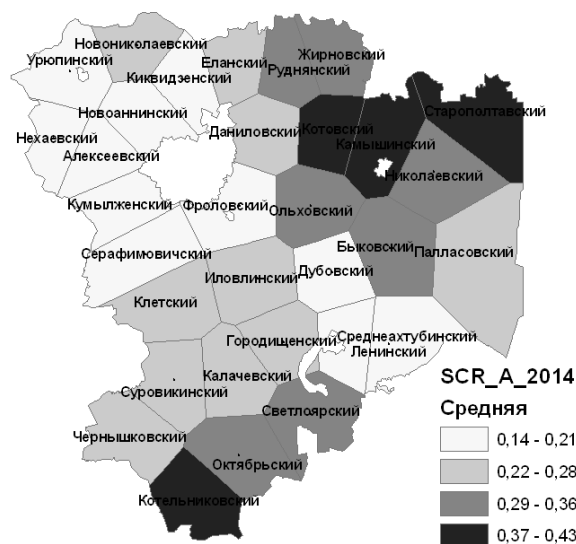 Новониколаевский
Урюпинский
Киквидзенский
Еланский
Жирновский
Руднянский
Новоаннинский
Даниловский
Котовский
Старополтавский
Нехаевский
Алексеевский
Камышинский
Николаевский
Кумылженский
Фроловский
Ольховский
Серафимовичский
Быковский
Палласовский
Иловлинский
Дубовский
Клетский
Городищенский
Среднеахтубинский
Ленинский
Калачевский
Суровикинский
Светлоярский
Чернышковский
Октябрьский
Котельниковский
SCR_A_2014
Средняя
0,14 - 0,21
0,22 - 0,28
0,29 - 0,36
0,37 - 0,43